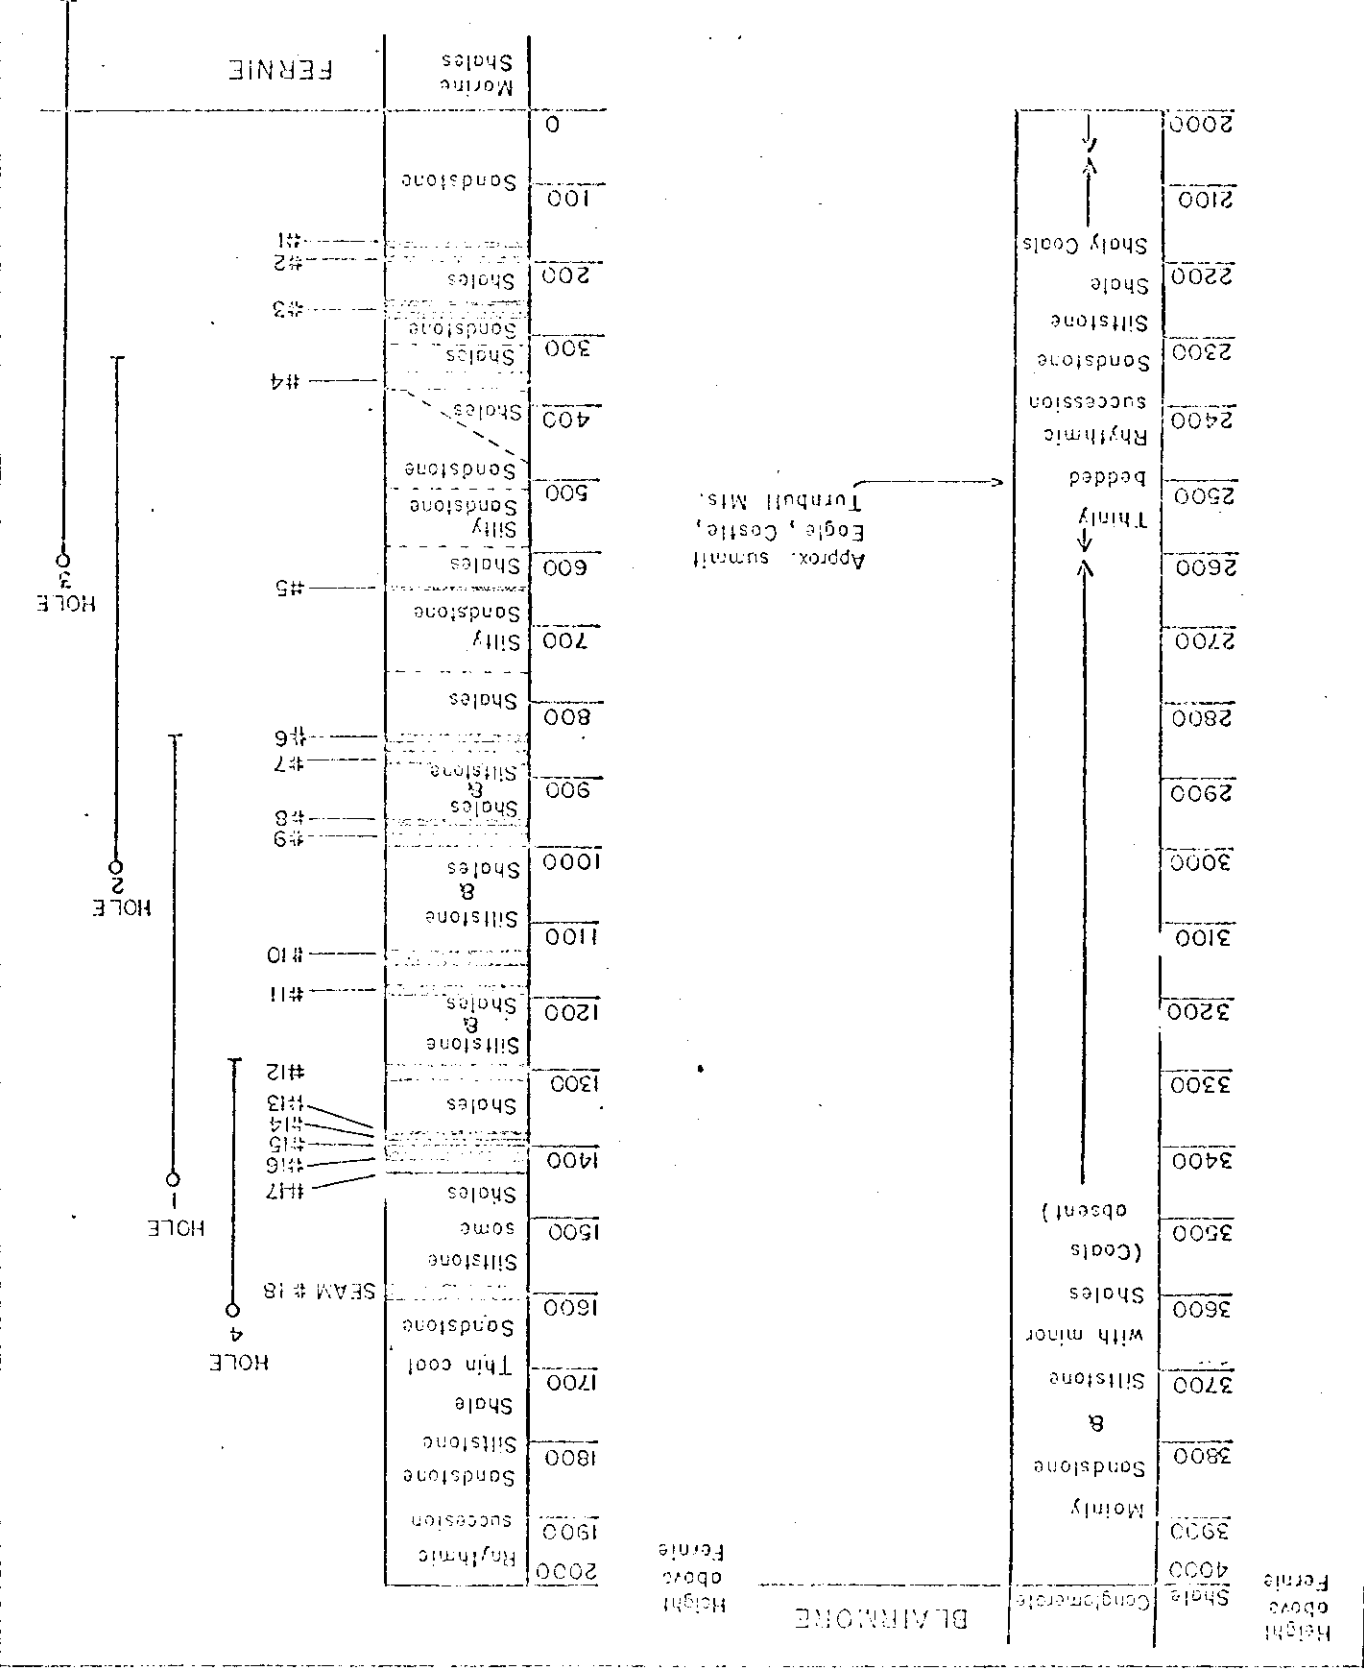 Height
above
Fernie
Shale
Conglomerate
BLAIRMORE
4000
3900
3800
3700
3600
3500
3400
3300
3200
3100
3000
2900
2800
2700
2600
2500
2400
2300
2200
2100
2000
Mainly
Sandstone
&
Siltstone
with minor
Shales
(Coals
absent)
Thinly
bedded
Rhythmic
succession
Sandstone
Siltstone
Shale
Shaly Coals
Approx. summit
Eagle, Castle,
Turnbull Mts.
Height
above
Fernie
2000
1900
1800
1700
1600
1500
1400
1300
1200
1100
1000
900
800
700
600
500
400
300
200
100
0
Rhythmic
succesion
Sandstone
Siltstone
Shale
Thin coal
Sandstone
Siltstone
some
Shales
Shales
Siltstone
&
Shales
Siltstone
&
Shales
Shales
&
Siltstone
Shales
Silty
Sandstone
Shales
Silty
Sandstone
Sandstone
Shales
Shales
Sandstone
Shales
Sandstone
Marine
Shales
SEAM #18
#17
#16
#15
#14
#13
#12
#11
#10
#9
#8
#7
#6
#5
#4
#3
#2
#1
FERNIE
HOLE
4
HOLE
1
HOLE
2
HOLE
3